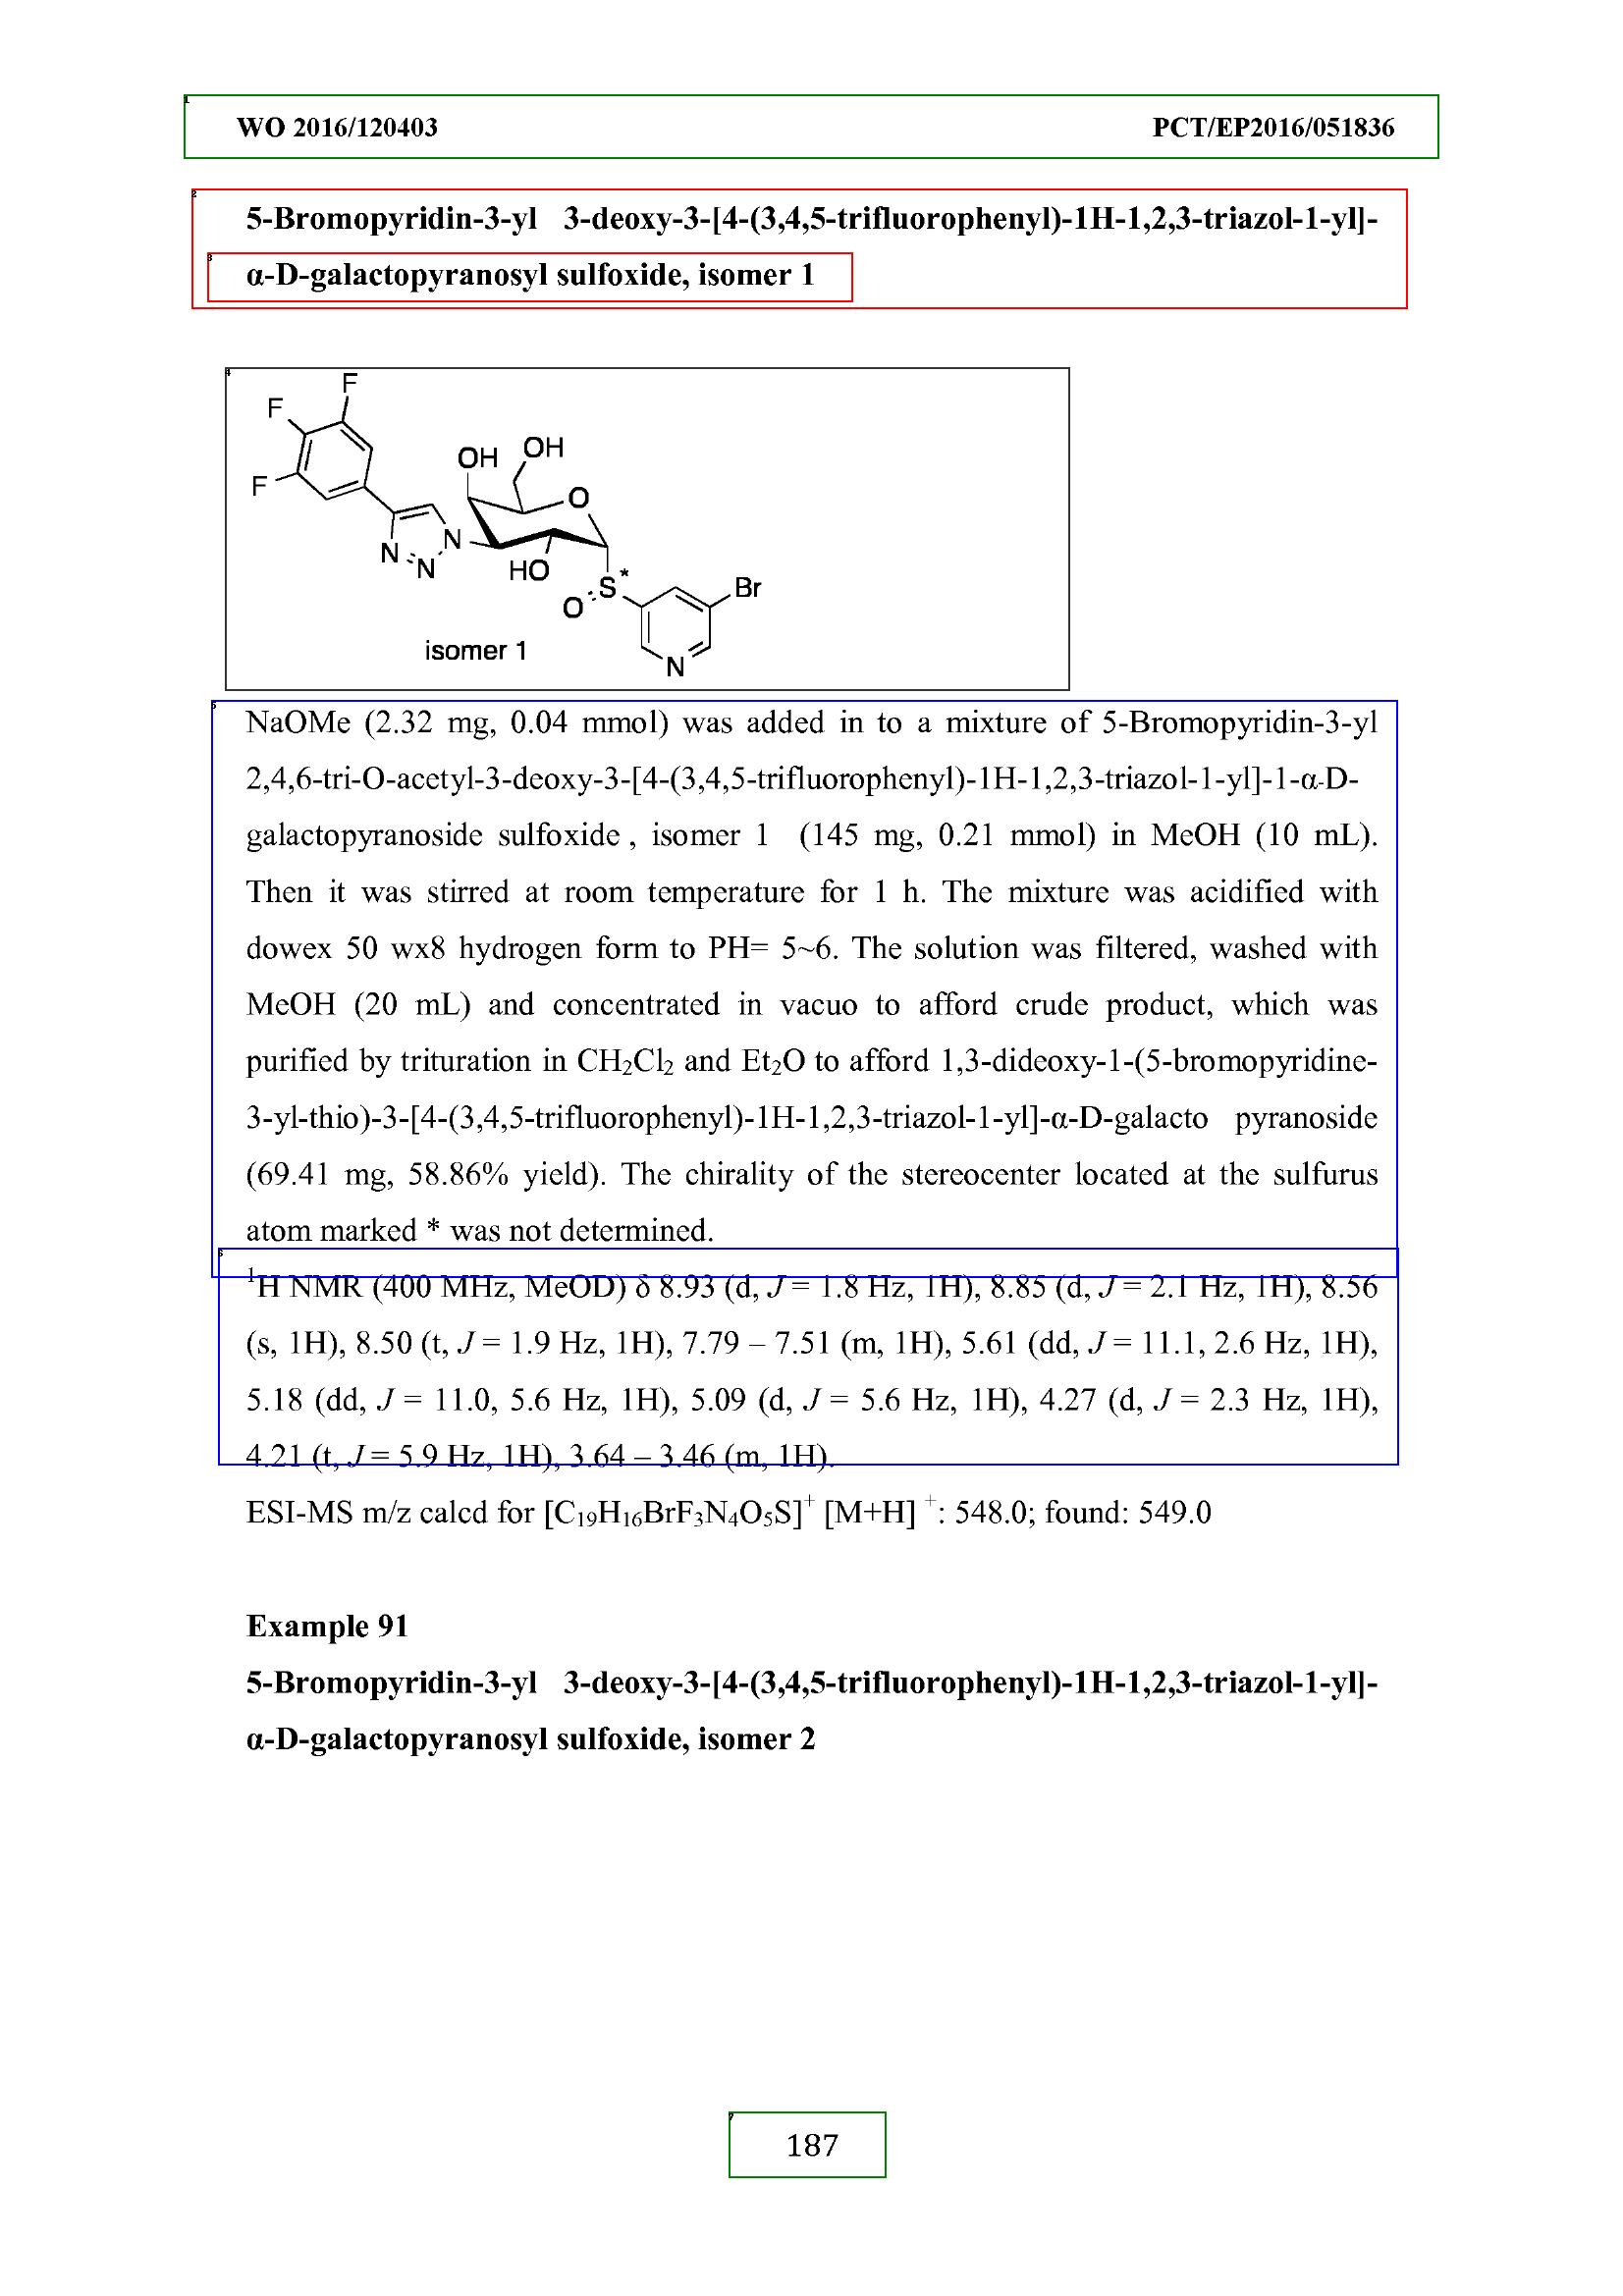 WO 2016/120403 PCT/EP2016/051836
5-Bromopyridin-3-yl 3-deoxy-3-[4-(3,4,5-trifluorophenyl)-1H-1,2,3-triazol-1-yl]-
α-D-galactopyranosyl sulfoxide, isomer 1
F
F
F
OH
OH
O
N
N
N
HO
S*
O
Br
N
isomer 1
NaOMe (2.32 mg, 0.04 mmol) was added in to a mixture of 5-Bromopyridin-3-yl
2,4,6-tri-O-acetyl-3-deoxy-3-[4-(3,4,5-trifluorophenyl)-1H-1,2,3-triazol-1-yl]-1-α-D-
galactopyranoside sulfoxide , isomer 1 (145 mg, 0.21 mmol) in MeOH (10 mL).
Then it was stirred at room temperature for 1 h. The mixture was acidified with
dowex 50 wx8 hydrogen form to PH= 5~6. The solution was filtered, washed with
MeOH (20 mL) and concentrated in vacuo to afford crude product, which was
purified by trituration in CH₂Cl₂ and Et₂O to afford 1,3-dideoxy-1-(5-bromopyridine-
3-yl-thio)-3-[4-(3,4,5-trifluorophenyl)-1H-1,2,3-triazol-1-yl]-α-D-galacto pyranoside
(69.41 mg, 58.86% yield). The chirality of the stereocenter located at the sulfurus
atom marked * was not determined.
¹H NMR (400 MHz, MeOD) δ 8.93 (d, J = 1.8 Hz, 1H), 8.85 (d, J = 2.1 Hz, 1H), 8.56
(s, 1H), 8.50 (t, J = 1.9 Hz, 1H), 7.79 – 7.51 (m, 1H), 5.61 (dd, J = 11.1, 2.6 Hz, 1H),
5.18 (dd, J = 11.0, 5.6 Hz, 1H), 5.09 (d, J = 5.6 Hz, 1H), 4.27 (d, J = 2.3 Hz, 1H),
4.21 (t, J = 5.9 Hz, 1H), 3.64 – 3.46 (m, 1H).
ESI-MS m/z calcd for [C₁₉H₁₆BrF₃N₄O₅S]⁺ [M+H] ⁺: 548.0; found: 549.0
Example 91
5-Bromopyridin-3-yl 3-deoxy-3-[4-(3,4,5-trifluorophenyl)-1H-1,2,3-triazol-1-yl]-
α-D-galactopyranosyl sulfoxide, isomer 2
187